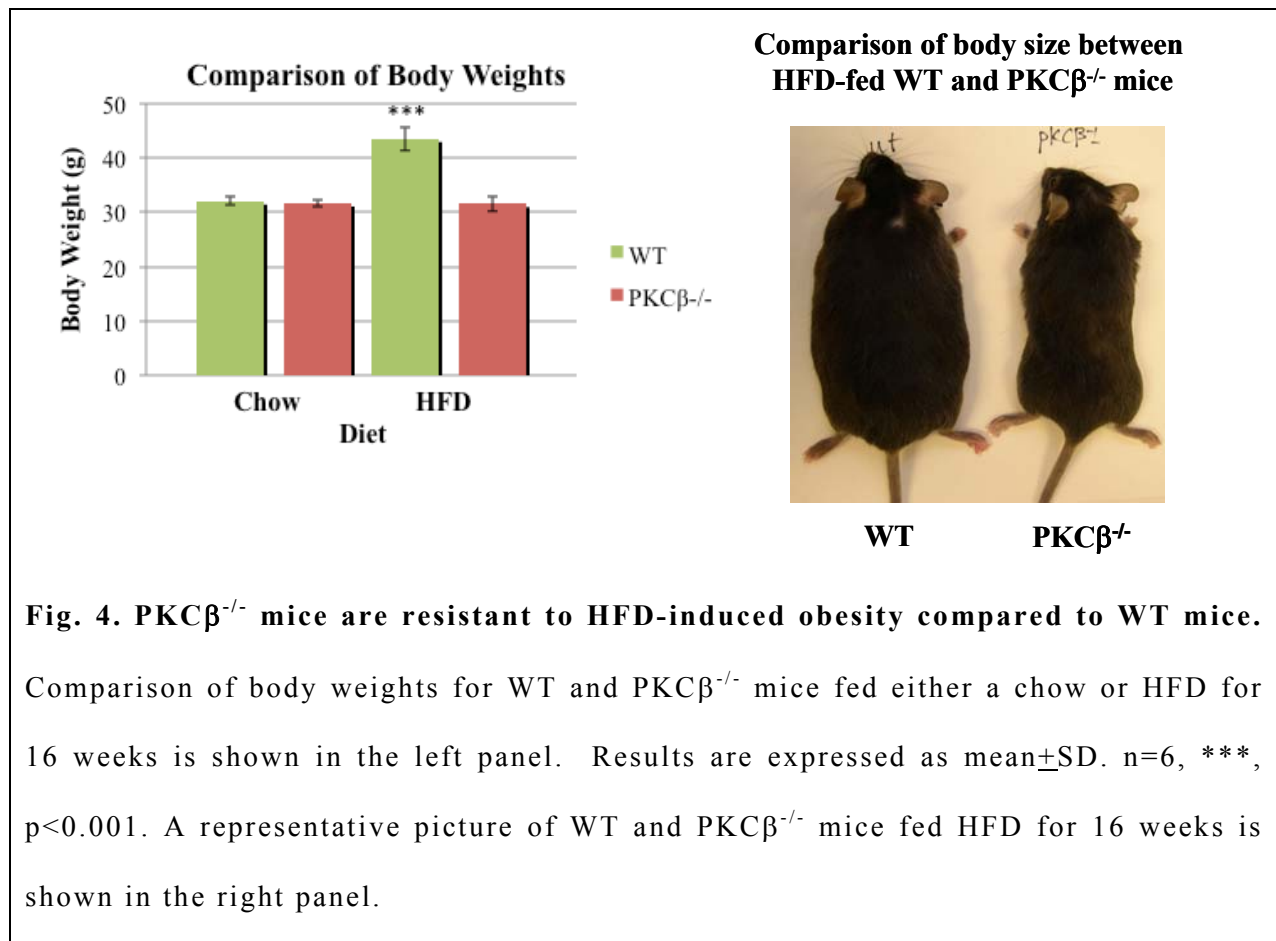 Comparison of Body Weights
***
50
40
30
20
10
0
Body Weight (g)
Chow
HFD
Diet
WT
PKCβ-/-
Comparison of body size between
HFD-fed WT and PKCβ-/- mice
wt
WT
PKCβ-/-
Fig. 4. PKCβ-/- mice are resistant to HFD-induced obesity compared to WT mice.
Comparison of body weights for WT and PKCβ-/- mice fed either a chow or HFD for
16 weeks is shown in the left panel. Results are expressed as mean±SD. n=6, ***,
p<0.001. A representative picture of WT and PKCβ-/- mice fed HFD for 16 weeks is
shown in the right panel.